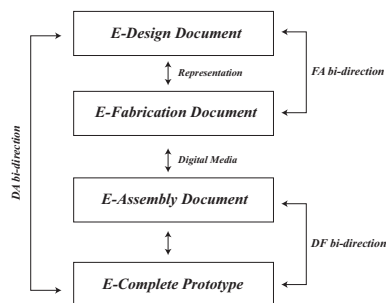 E-Design Document
Representation
FA bi-direction
E-Fabrication Document
DA bi-direction
Digital Media
E-Assembly Document
DF bi-direction
E-Complete Prototype